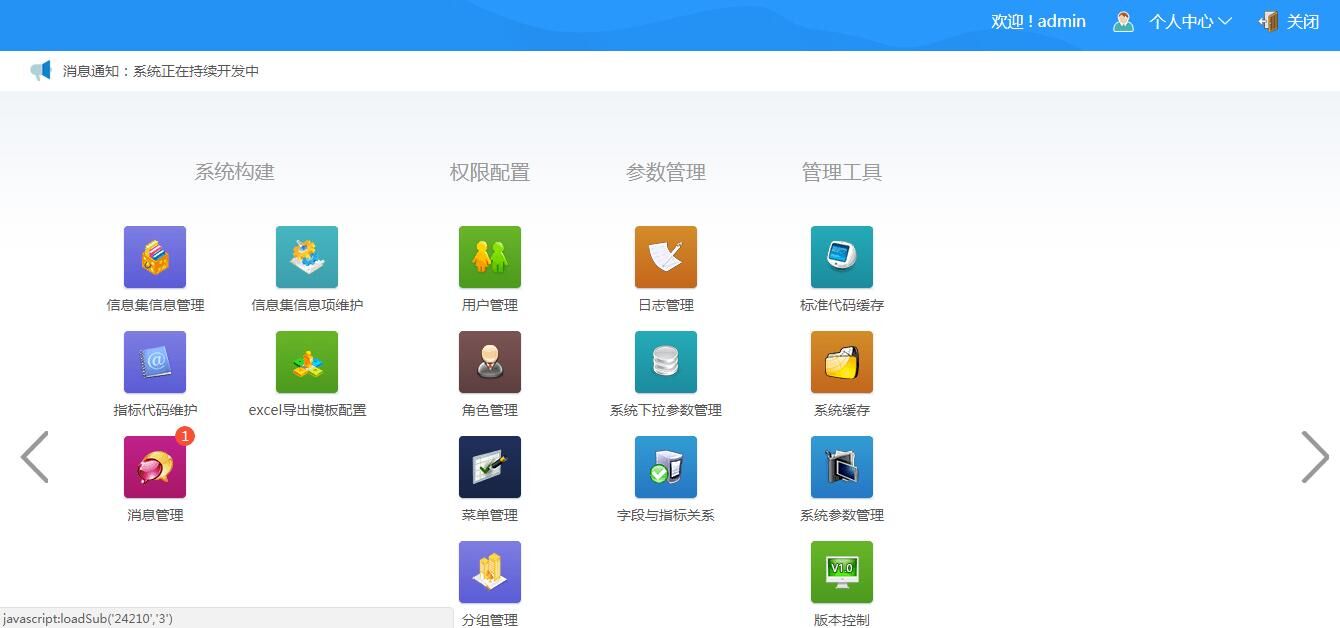 欢迎 ! admin 个人中心 关闭
消息通知：系统正在持续开发中
系统构建 权限配置 参数管理 管理工具
信息集信息管理 信息集信息项维护 用户管理 日志管理 标准代码缓存
指标代码维护 excel导出模板配置 角色管理 系统下拉参数管理 系统缓存
1
消息管理 菜单管理 字段与指标关系 系统参数管理
V1.0
分组管理 版本控制
javascript:loadSub('24210','3')